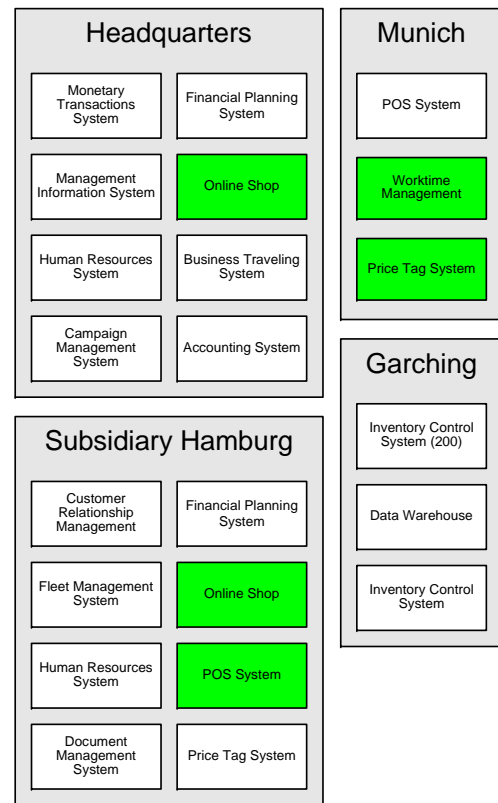 Headquarters
Monetary
Transactions
System
Financial Planning
System
Management
Information System
Online Shop
Human Resources
System
Business Traveling
System
Campaign
Management
System
Accounting System
Munich
POS System
Worktime
Management
Price Tag System
Garching
Inventory Control
System (200)
Data Warehouse
Inventory Control
System
Subsidiary Hamburg
Customer
Relationship
Management
Financial Planning
System
Fleet Management
System
Online Shop
Human Resources
System
POS System
Document
Management
System
Price Tag System